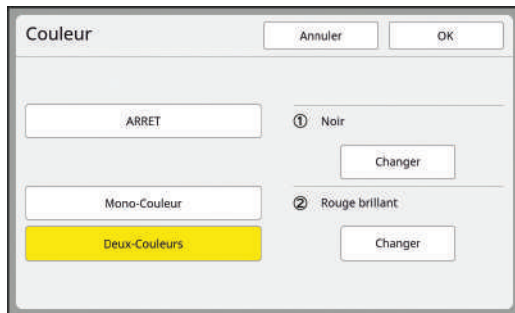 Couleur
Annuler
OK
ARRET
① Noir
Changer
Mono-Couleur
② Rouge brillant
Deux-Couleurs
Changer